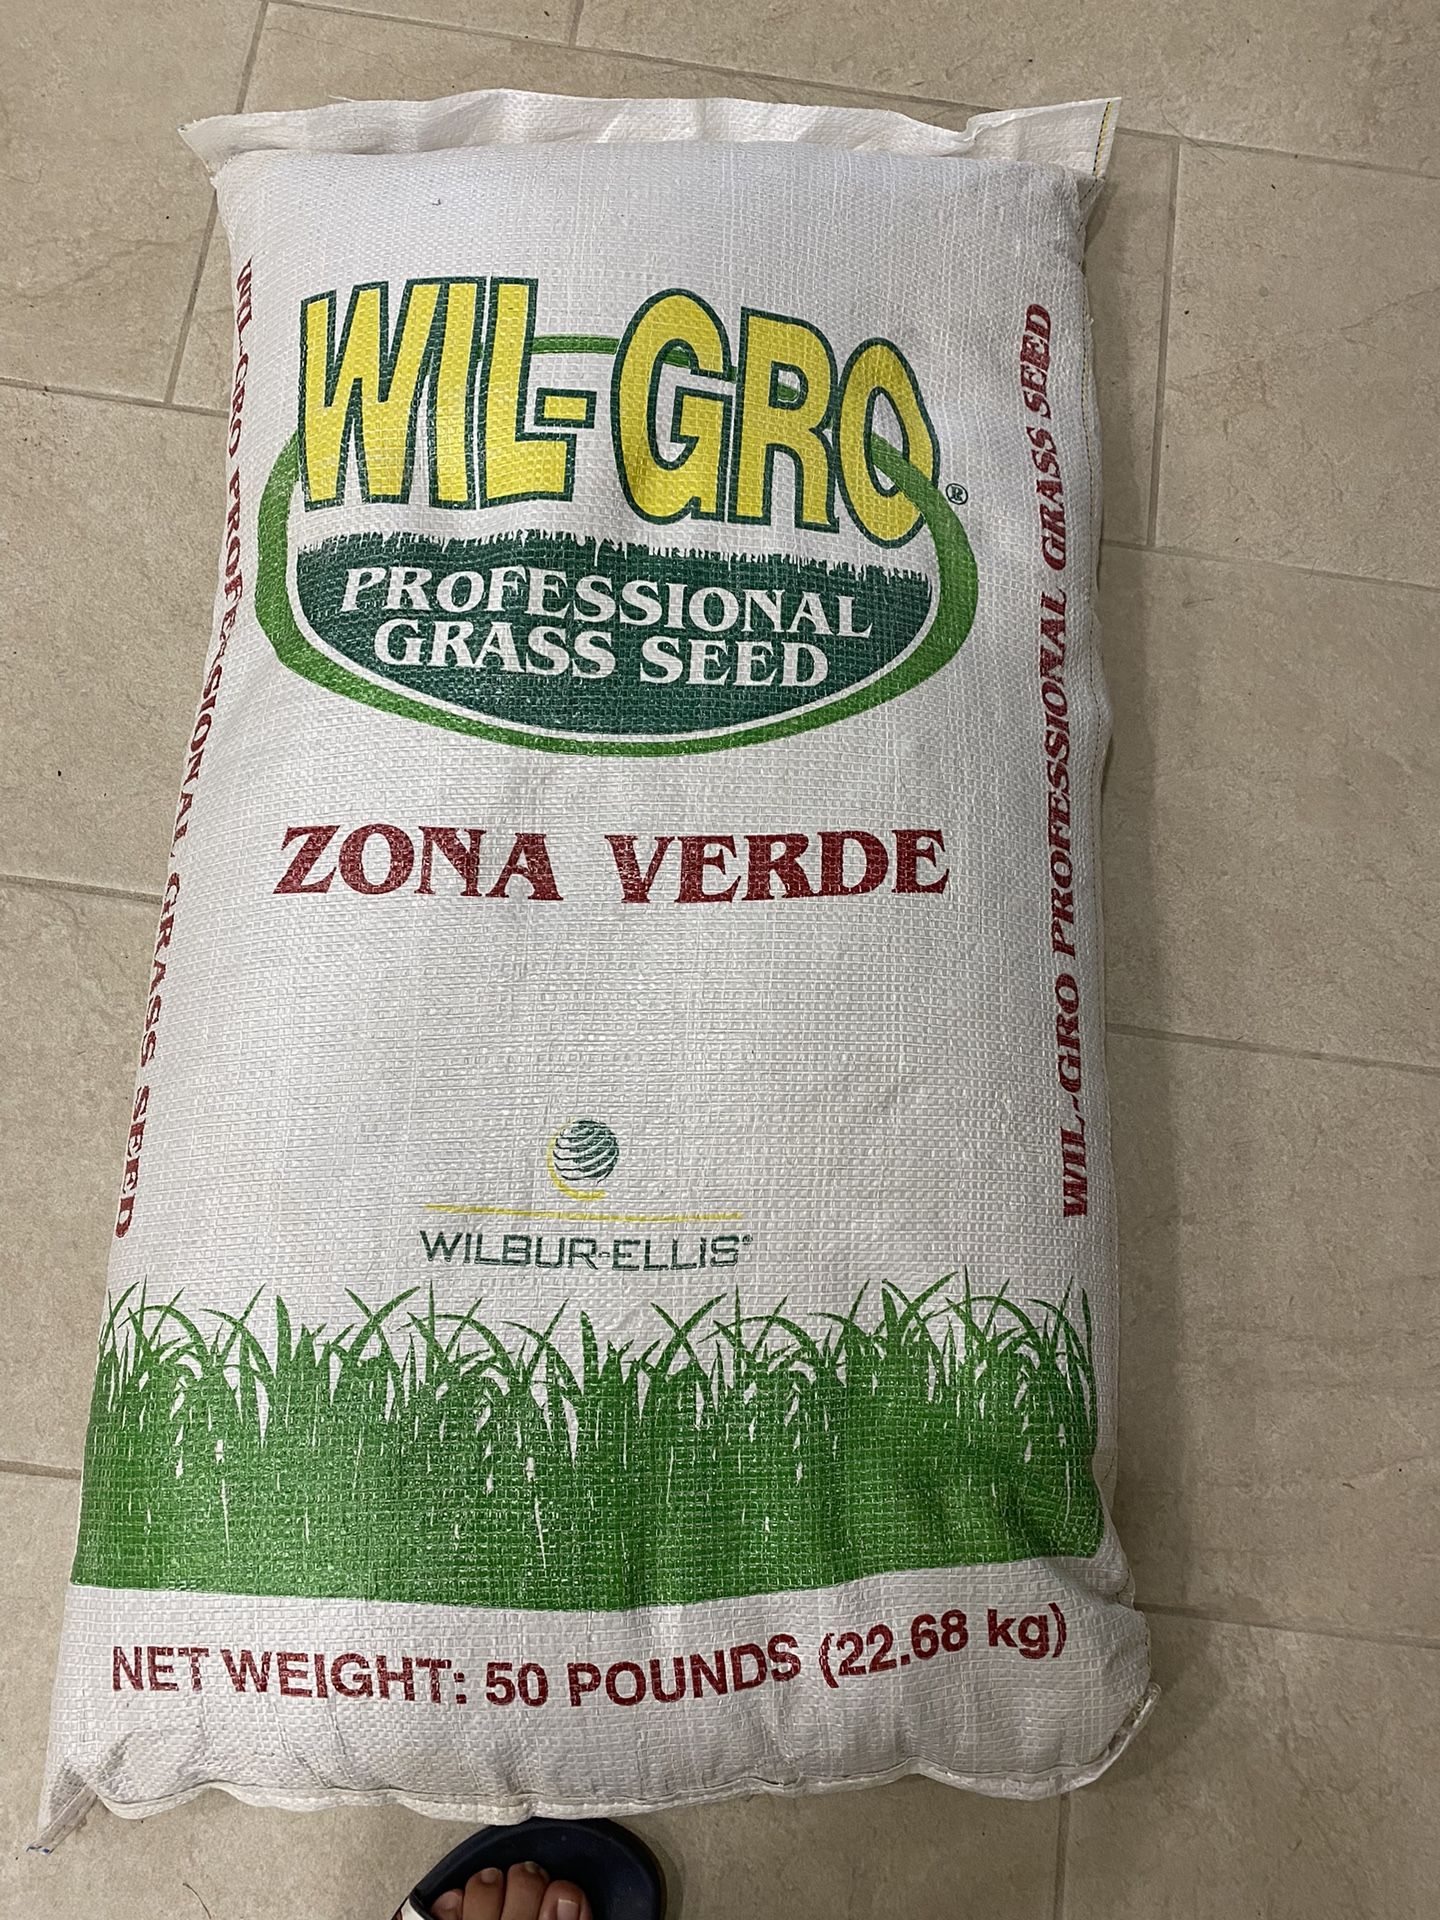 WIL-GRO®
PROFESSIONAL
GRASS SEED
ZONA VERDE
WILBUR-ELLIS®
NET WEIGHT: 50 POUNDS (22.68 kg)
WIL-GRO PROFESSIONAL GRASS SEED
WIL-GRO PROFESSIONAL GRASS SEED